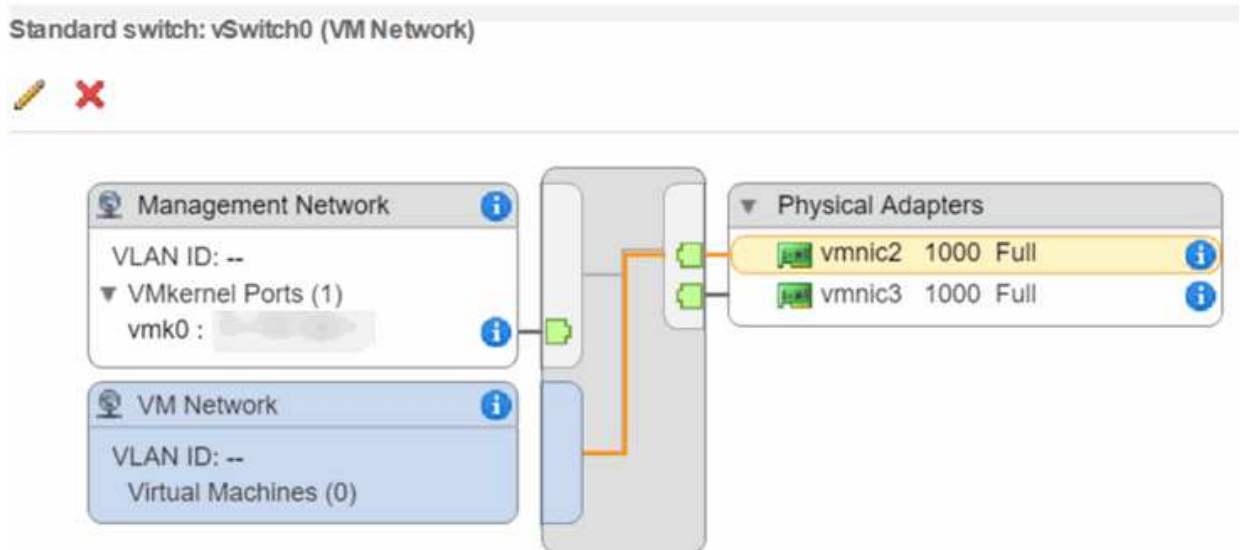 Standard switch: vSwitch0 (VM Network)
Management Network
VLAN ID: --
VMkernel Ports (1)
vmk0 :
VM Network
VLAN ID: --
Virtual Machines (0)
Physical Adapters
vmnic2 1000 Full
vmnic3 1000 Full